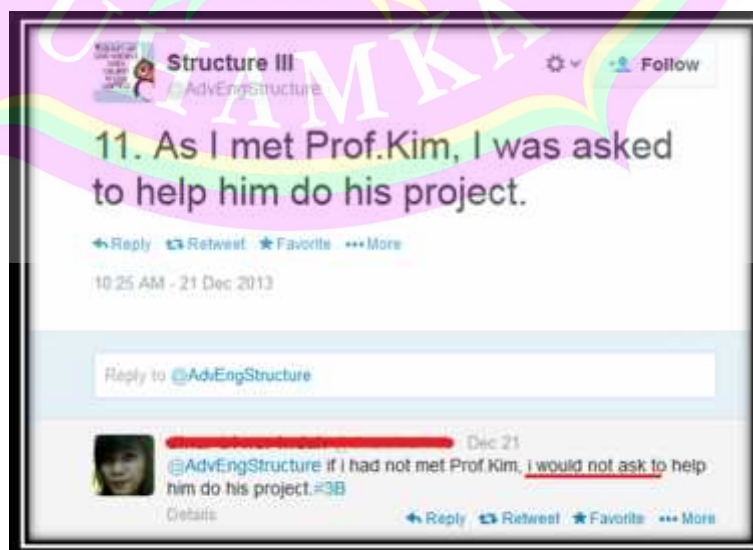 UHAMKA
Structure III
Follow
@AdvEngStructure
11. As I met Prof.Kim, I was asked
to help him do his project.
Reply Retweet Favorite More
10:25 AM - 21 Dec 2013
Reply to @AdvEngStructure
Dec 21
@AdvEngStructure if i had not met Prof.Kim, i would not ask to help
him do his project.#3B
Details Reply Retweet Favorite More